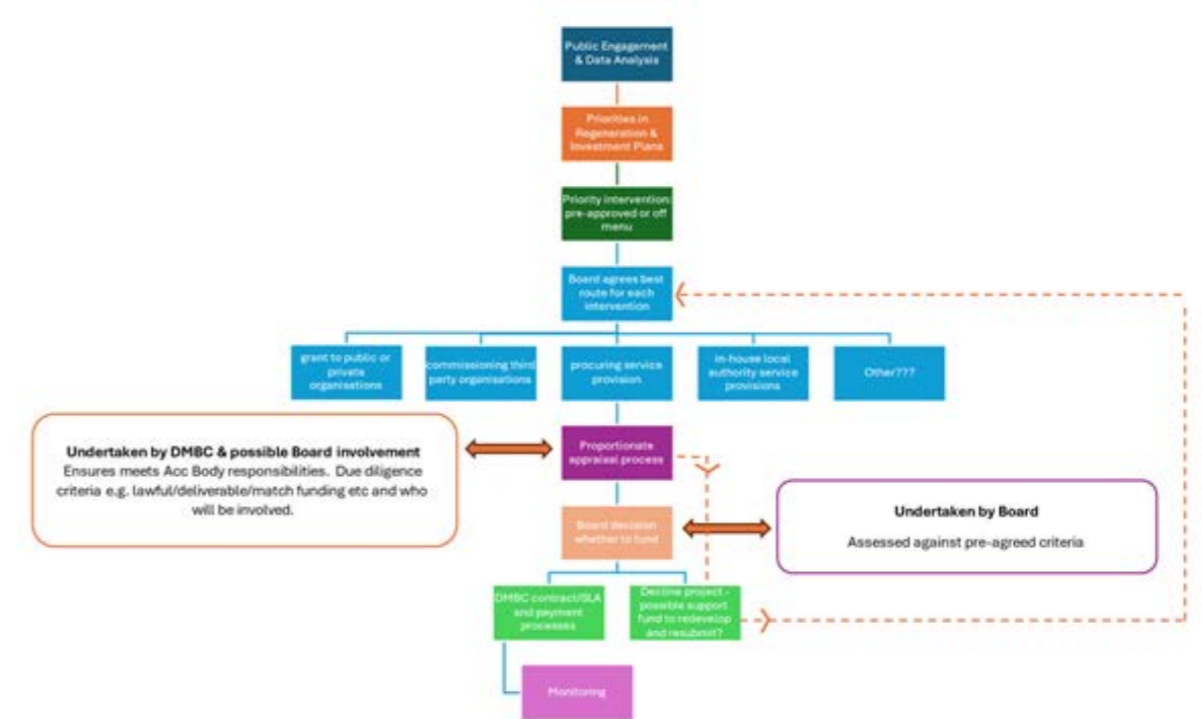 Public Engagement
& Data Analysis
Priorities in
Regeneration &
Investment Plans
Priority intervention:
pre-approved or off
menu
Board agrees best
route for each
intervention
grant to public or
private
organisations
commissioning third
party organisations
procuring service
provision
in-house local
authority service
provisions
Other???
Undertaken by DMBC & possible Board involvement
Ensures meets Acc Body responsibilities. Due diligence
criteria e.g. lawful/deliverable/match funding etc and who
will be involved.
Proportionate
appraisal process
Board decision
whether to fund
Undertaken by Board
Assessed against pre-agreed criteria
DMBC contract/SLA
and payment
processes
Decline project -
possible support
fund to redevelop
and resubmit?
Monitoring